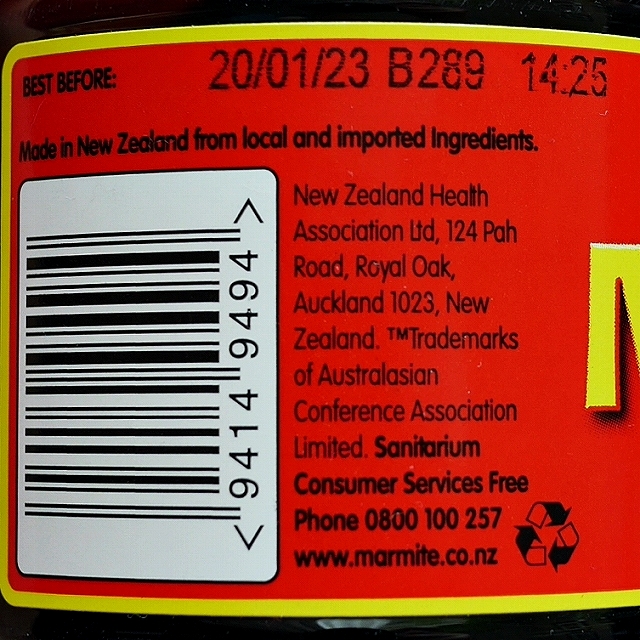 BEST BEFORE: 20/01/23 B289 14:25
Made in New Zealand from local and imported Ingredients.
< 9414 9494 >
New Zealand Health
Association Ltd, 124 Pah
Road, Royal Oak,
Auckland 1023, New
Zealand. ™Trademarks
of Australasian
Conference Association
Limited. Sanitarium
Consumer Services Free
Phone 0800 100 257
www.marmite.co.nz